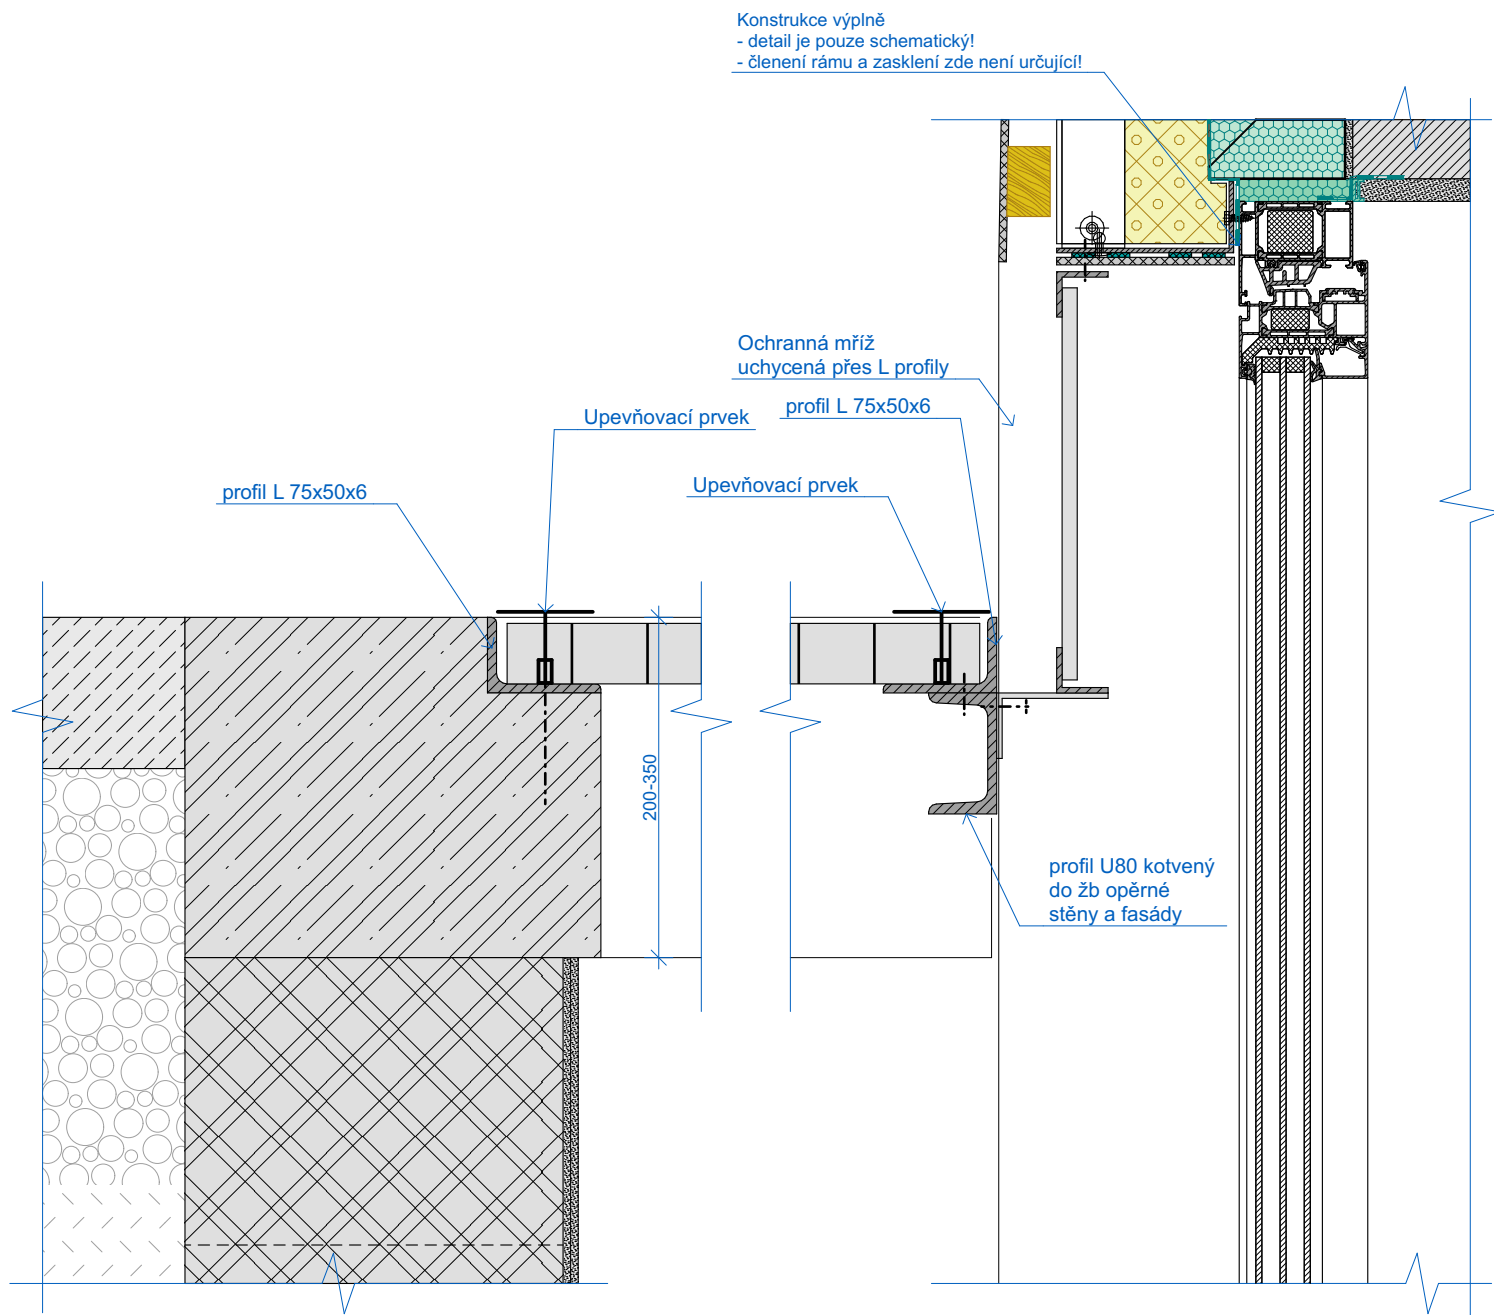 Konstrukce výplně
- detail je pouze schematický!
- členení rámu a zasklení zde není určující!
Ochranná mříž
uchycená přes L profily
profil L 75x50x6
Upevňovací prvek
Upevňovací prvek
profil L 75x50x6
200-350
profil U80 kotvený
do žb opěrné
stěny a fasády